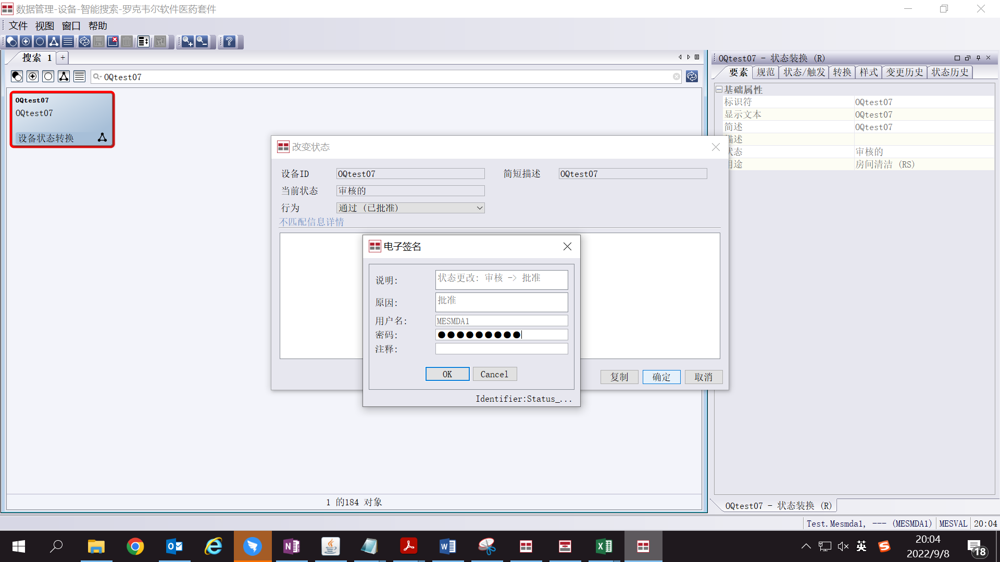 数据管理-设备-智能搜索-罗克韦尔软件医药套件
文件 视图 窗口 帮助
搜索 1 +
OQtest07 - 状态装换 (R)
要素 规范 状态/触发 转换 样式 变更历史 状态历史
OQtest07
OQtest07
OQtest07
设备状态转换
基础属性
标识符 OQtest07
显示文本 OQtest07
简述 OQtest07
描述
状态 审核的
用途 房间清洁 (RS)
改变状态
设备ID OQtest07 简短描述 OQtest07
当前状态 审核的
行为 通过 (已批准)
不匹配信息详情
电子签名
说明: 状态更改: 审核 -> 批准
原因: 批准
用户名: MESMDA1
密码: ●●●●●●●●●
注释:
OK Cancel
Identifier:Status_...
复制 确定 取消
1 的184 对象
OQtest07 - 状态装换 (R)
Test.Mesmda1, --- (MESMDA1) MESVAL 20:04
英
20:04
2022/9/8
18